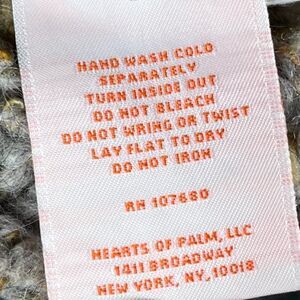 HAND WASH COLD
SEPARATELY
TURN INSIDE OUT
DO NOT BLEACH
DO NOT WRING OR TWIST
LAY FLAT TO DRY
DO NOT IRON
RN 107680
HEARTS OF PALM, LLC
1411 BROADWAY
NEW YORK, NY, 10018